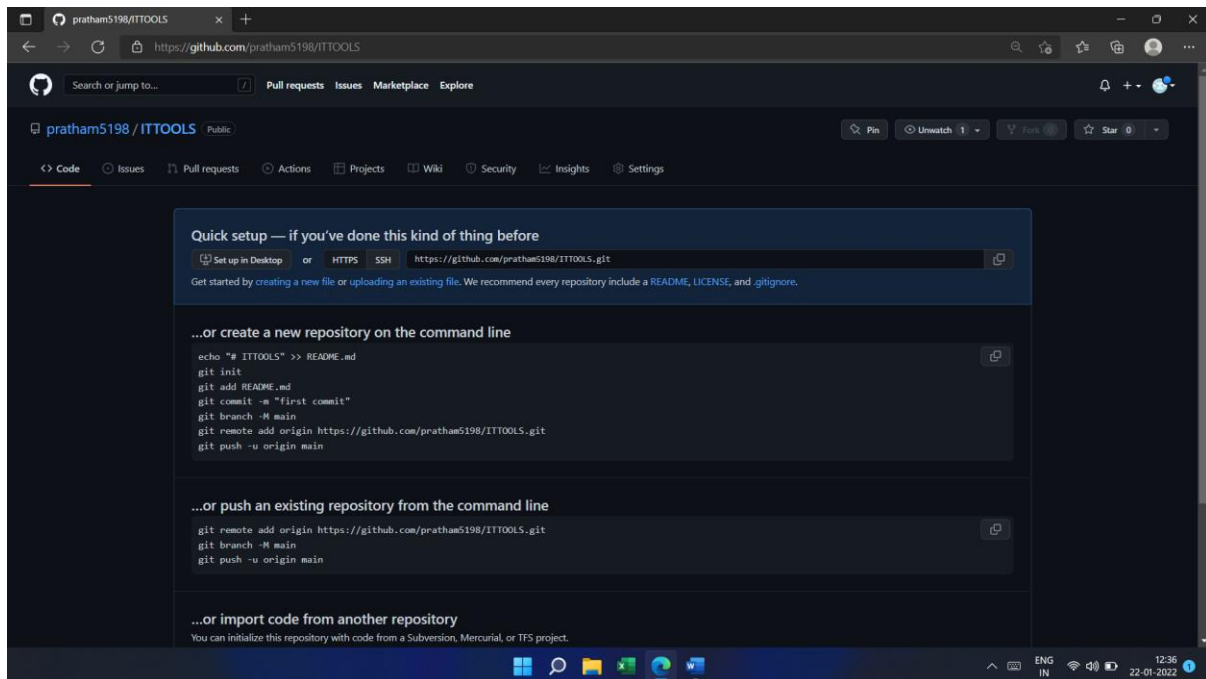 pratham5198/ITTOOLS
https://github.com/pratham5198/ITTOOLS
Search or jump to... / Pull requests Issues Marketplace Explore
pratham5198 / ITTOOLS Public
Pin Unwatch 1 Fork 0 Star 0
<> Code Issues Pull requests Actions Projects Wiki Security Insights Settings
Quick setup — if you've done this kind of thing before
Set up in Desktop or HTTPS SSH https://github.com/pratham5198/ITTOOLS.git
Get started by creating a new file or uploading an existing file. We recommend every repository include a README, LICENSE, and .gitignore.
...or create a new repository on the command line
echo "# ITTOOLS" >> README.md
git init
git add README.md
git commit -m "first commit"
git branch -M main
git remote add origin https://github.com/pratham5198/ITTOOLS.git
git push -u origin main
...or push an existing repository from the command line
git remote add origin https://github.com/pratham5198/ITTOOLS.git
git branch -M main
git push -u origin main
...or import code from another repository
You can initialize this repository with code from a Subversion, Mercurial, or TFS project.
ENG 12:36
IN 22-01-2022 1